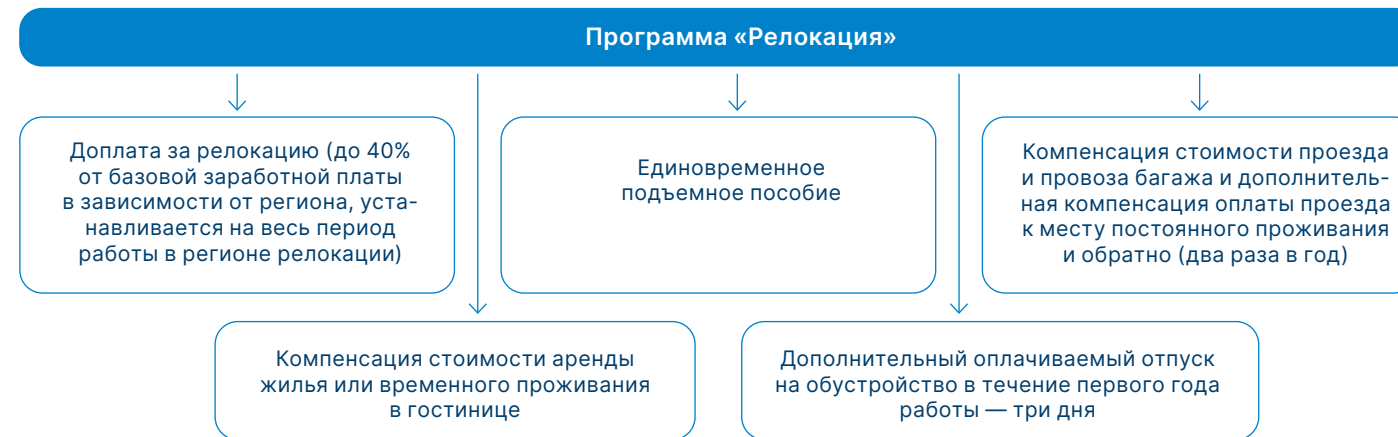 Программа «Релокация»
Доплата за релокацию (до 40%
от базовой заработной платы
в зависимости от региона, уста-
навливается на весь период
работы в регионе релокации)
Единовременное
подъемное пособие
Компенсация стоимости проезда
и провоза багажа и дополнитель-
ная компенсация оплаты проезда
к месту постоянного проживания
и обратно (два раза в год)
Компенсация стоимости аренды
жилья или временного проживания
в гостинице
Дополнительный оплачиваемый отпуск
на обустройство в течение первого года
работы — три дня